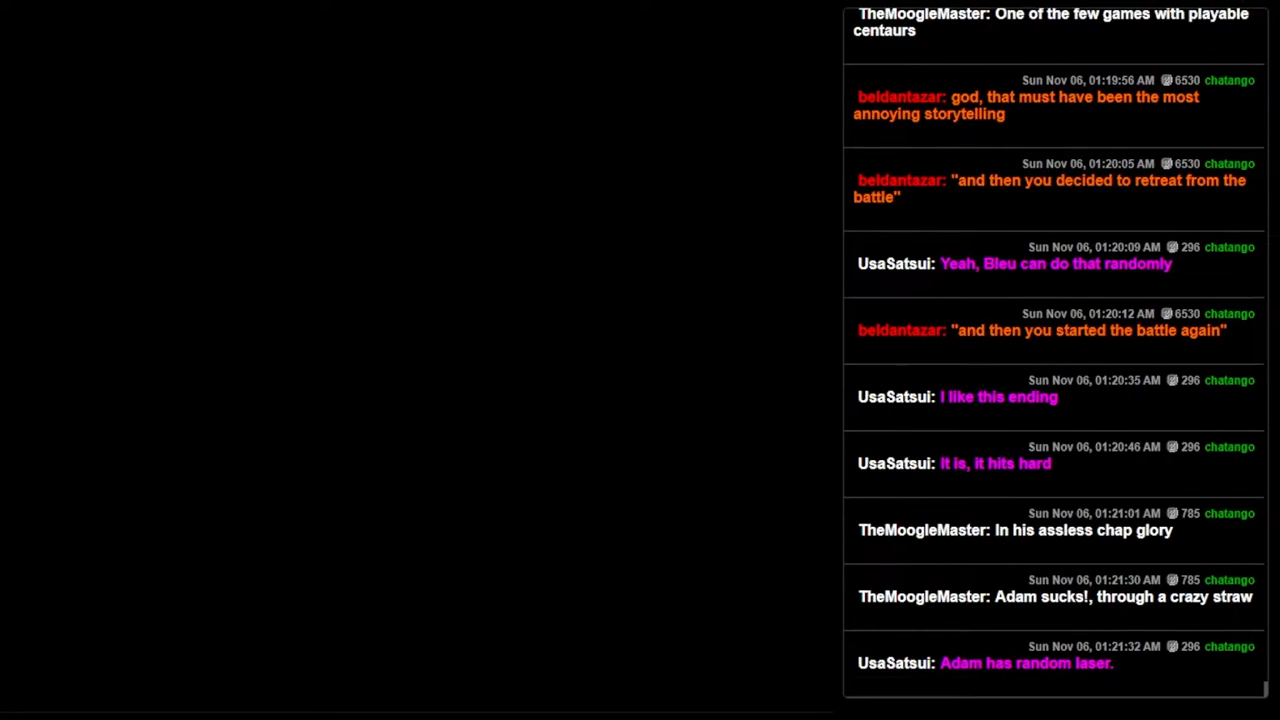 TheMoogleMaster: One of the few games with playable
centaurs
Sun Nov 06, 01:19:56 AM 6530 chatango
beldantazar: god, that must have been the most
annoying storytelling
Sun Nov 06, 01:20:05 AM 6530 chatango
beldantazar: "and then you decided to retreat from the
battle"
Sun Nov 06, 01:20:09 AM 296 chatango
UsaSatsui: Yeah, Bleu can do that randomly
Sun Nov 06, 01:20:12 AM 6530 chatango
beldantazar: "and then you started the battle again"
Sun Nov 06, 01:20:35 AM 296 chatango
UsaSatsui: I like this ending
Sun Nov 06, 01:20:46 AM 296 chatango
UsaSatsui: It is, it hits hard
Sun Nov 06, 01:21:01 AM 785 chatango
TheMoogleMaster: In his assless chap glory
Sun Nov 06, 01:21:30 AM 785 chatango
TheMoogleMaster: Adam sucks!, through a crazy straw
Sun Nov 06, 01:21:32 AM 296 chatango
UsaSatsui: Adam has random laser.